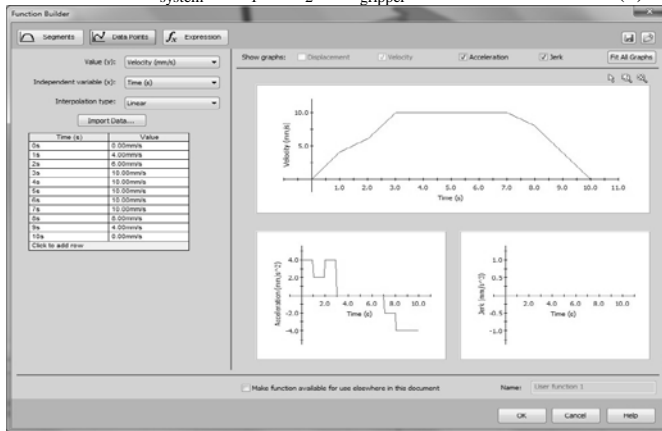 Function Builder
Segments Data Points fx Expression
Value (y): Velocity (mm/s)
Independent variable (x): Time (s)
Interpolation type: Linear
Import Data...
Time (s) Value
0s 0.00mm/s
1s 4.00mm/s
2s 6.00mm/s
3s 10.00mm/s
4s 10.00mm/s
5s 10.00mm/s
6s 10.00mm/s
7s 10.00mm/s
8s 8.00mm/s
9s 4.00mm/s
10s 0.00mm/s
Click to add row
Show graphs: Displacement Velocity Acceleration Jerk Fit All Graphs
Velocity (mm/s)
10.0
5.0
1.0 2.0 3.0 4.0 5.0 6.0 7.0 8.0 9.0 10.0 11.0
Time (s)
Acceleration (mm/s^2)
4.0
2.0
-2.0
-4.0
2.0 4.0 6.0 8.0 10.0
Time (s)
Jerk (mm/s^3)
1.0
0.5
-0.5
-1.0
2.0 4.0 6.0 8.0 10.0
Time (s)
Make function available for use elsewhere in this document
Name: User function 1
OK Cancel Help